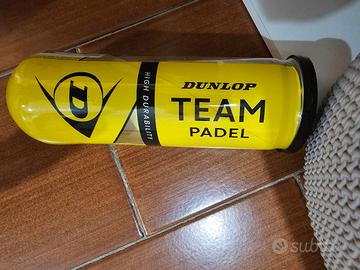 D
HIGH DURABILITY
DUNLOP
TEAM
PADEL
subito